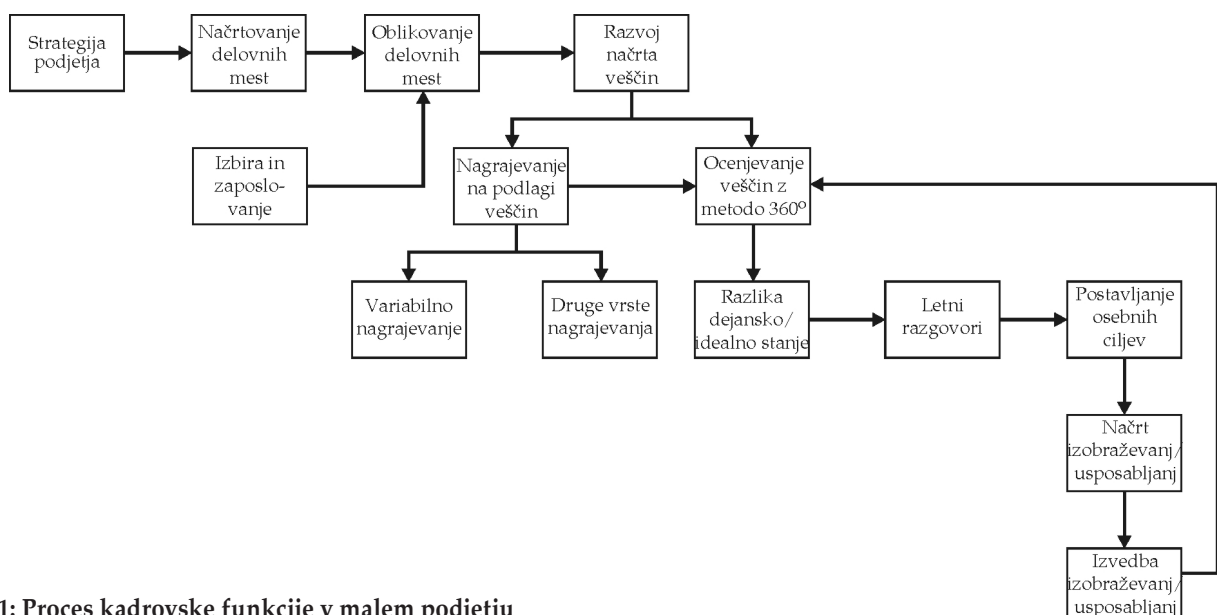 Strategija
podjetja
Načrtovanje
delovnih
mest
Oblikovanje
delovnih
mest
Razvoj
načrta
veščin
Izbira in
zaposlo-
vanje
Nagrajevanje
na podlagi
veščin
Ocenjevanje
veščin z
metodo 360°
Variabilno
nagrajevanje
Druge vrste
nagrajevanja
Razlika
dejansko/
idealno stanje
Letni
razgovori
Postavljanje
osebnih
ciljev
Načrt
izobraževanj/
usposabljanj
Izvedba
izobraževanj/
usposabljanj
1: Proces kadrovske funkcije v malem podjetju